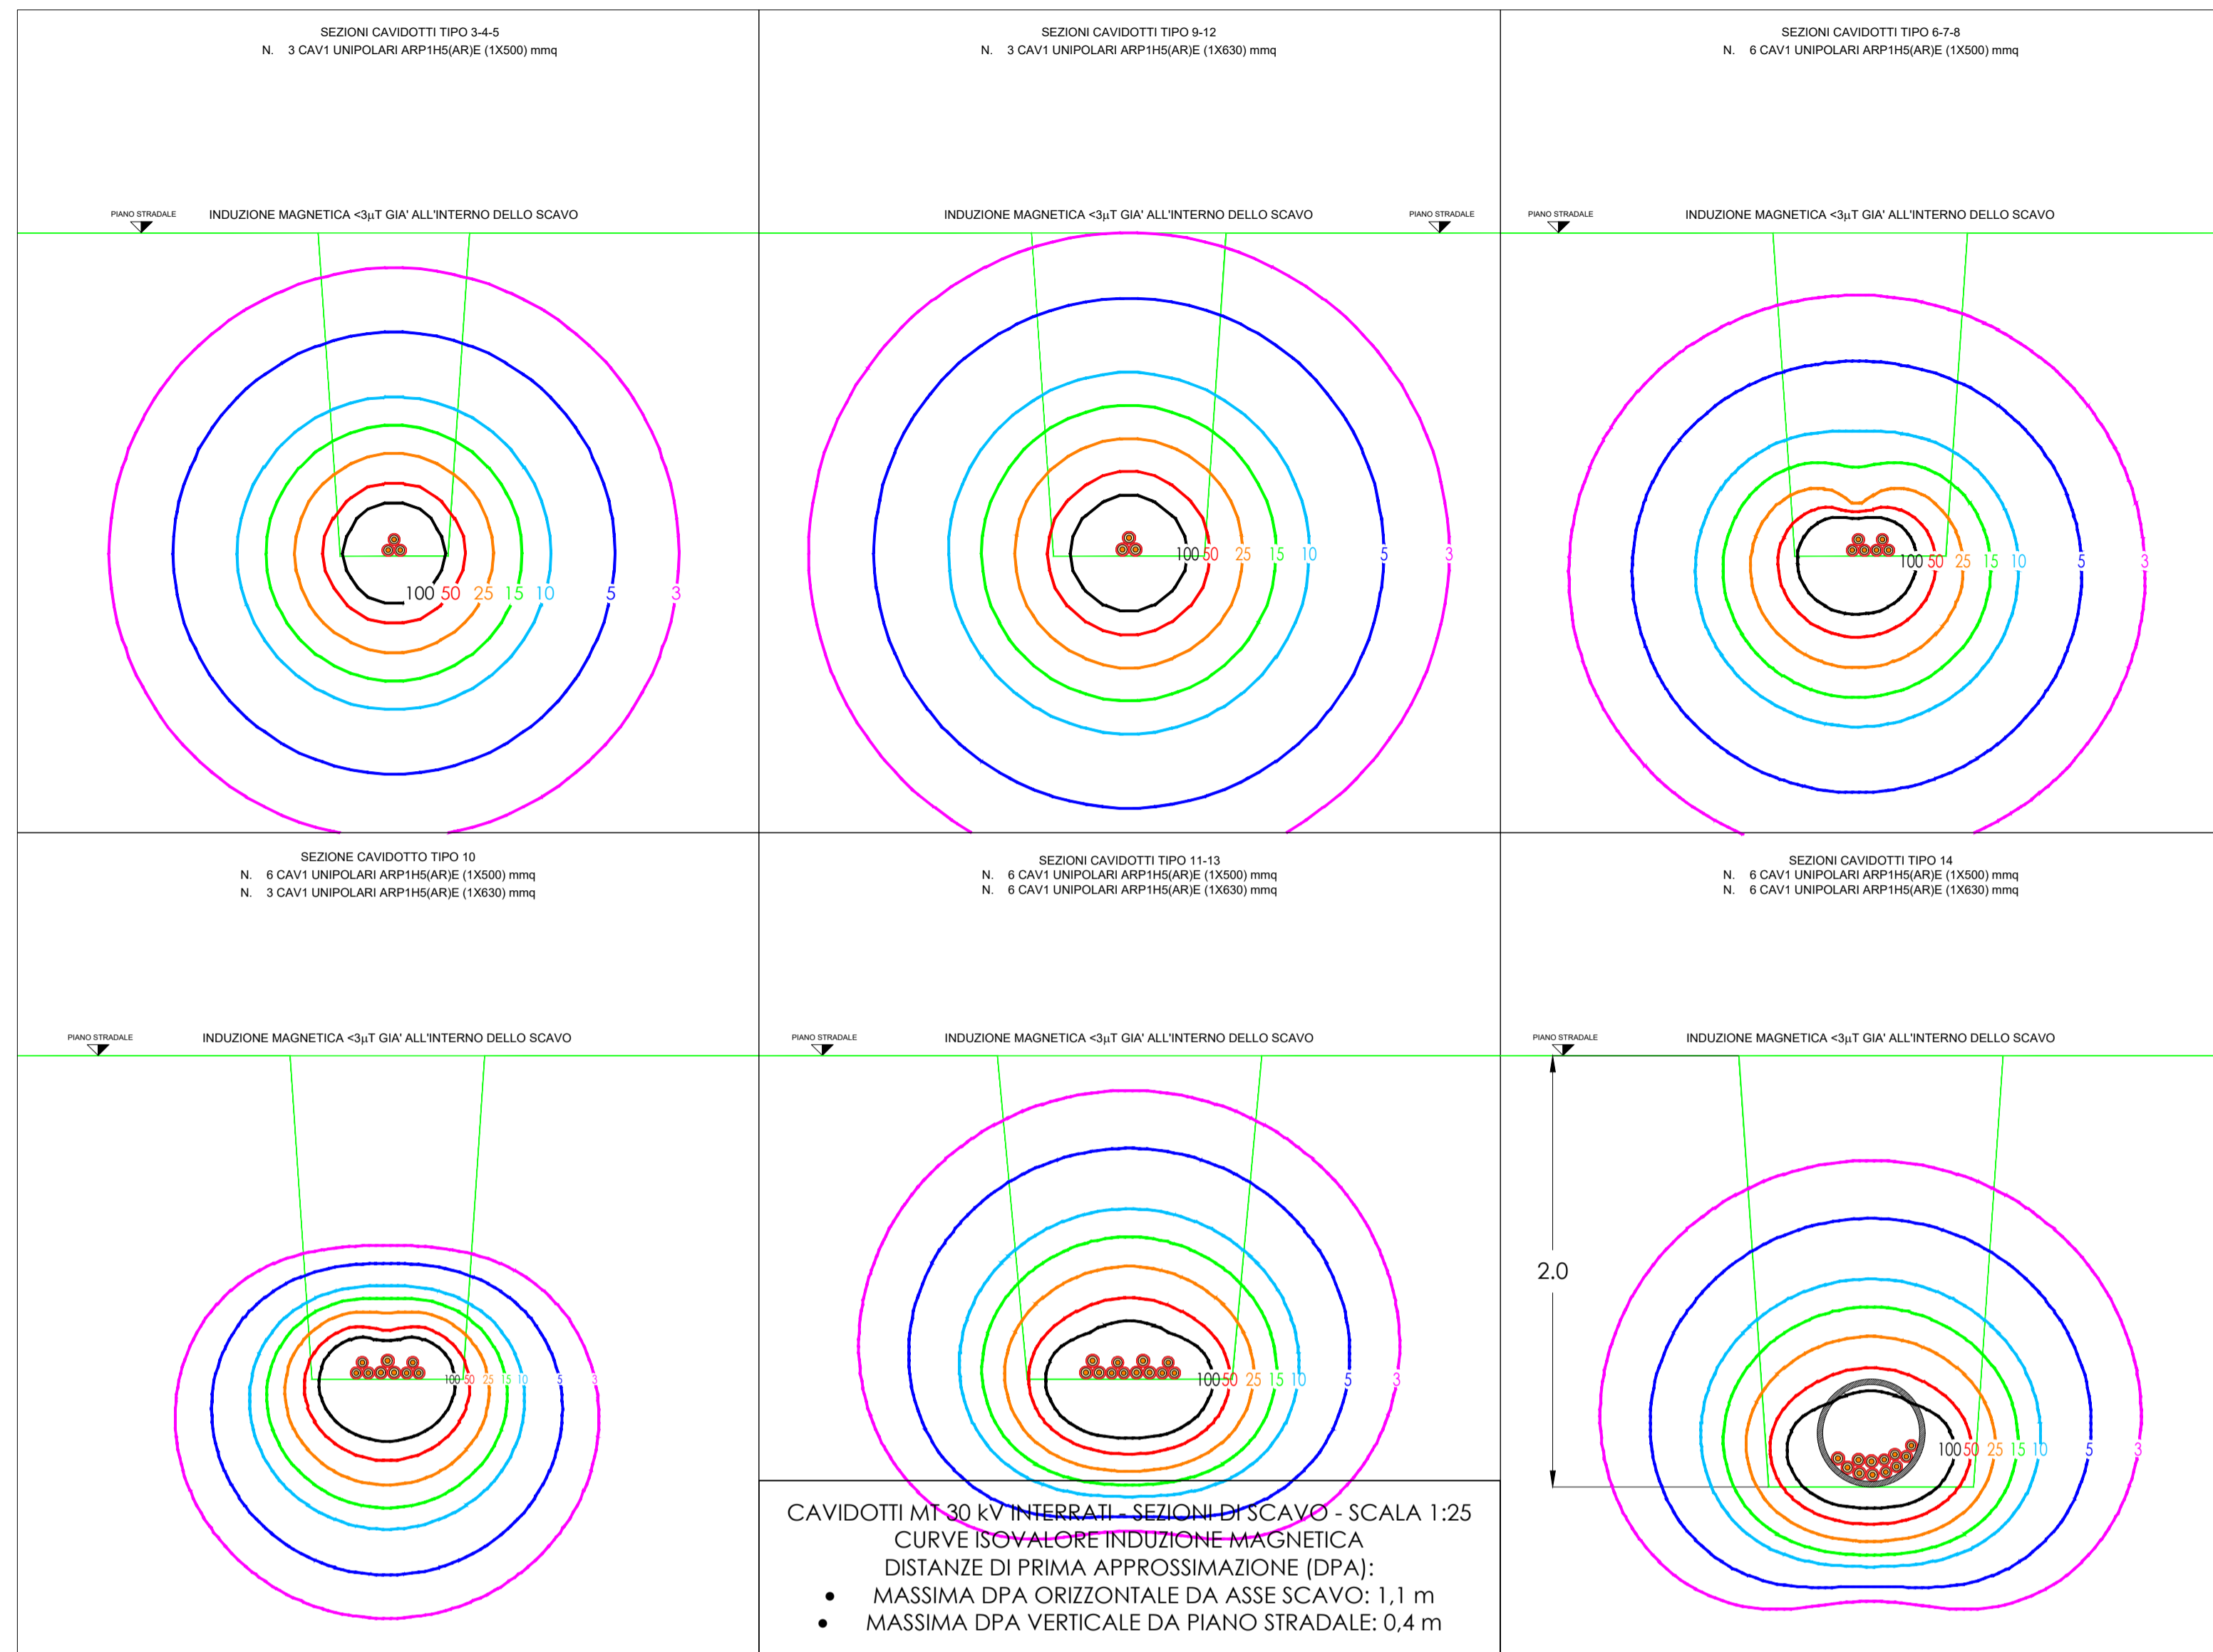 SEZIONI CAVIDOTTI TIPO 3-4-5
N. 3 CAV1 UNIPOLARI ARP1H5(AR)E (1X500) mmq
PIANO STRADALE
INDUZIONE MAGNETICA <3µT GIA' ALL'INTERNO DELLO SCAVO
100 50 25 15 10 5 3
SEZIONI CAVIDOTTI TIPO 9-12
N. 3 CAV1 UNIPOLARI ARP1H5(AR)E (1X630) mmq
INDUZIONE MAGNETICA <3µT GIA' ALL'INTERNO DELLO SCAVO
PIANO STRADALE
100 50 25 15 10 5 3
SEZIONI CAVIDOTTI TIPO 6-7-8
N. 6 CAV1 UNIPOLARI ARP1H5(AR)E (1X500) mmq
PIANO STRADALE
INDUZIONE MAGNETICA <3µT GIA' ALL'INTERNO DELLO SCAVO
100 50 25 15 10 5 3
SEZIONE CAVIDOTTO TIPO 10
N. 6 CAV1 UNIPOLARI ARP1H5(AR)E (1X500) mmq
N. 3 CAV1 UNIPOLARI ARP1H5(AR)E (1X630) mmq
PIANO STRADALE
INDUZIONE MAGNETICA <3µT GIA' ALL'INTERNO DELLO SCAVO
100 50 25 15 10 5 3
SEZIONI CAVIDOTTI TIPO 11-13
N. 6 CAV1 UNIPOLARI ARP1H5(AR)E (1X500) mmq
N. 6 CAV1 UNIPOLARI ARP1H5(AR)E (1X630) mmq
PIANO STRADALE
INDUZIONE MAGNETICA <3µT GIA' ALL'INTERNO DELLO SCAVO
100 50 25 15 10 5 3
SEZIONI CAVIDOTTI TIPO 14
N. 6 CAV1 UNIPOLARI ARP1H5(AR)E (1X500) mmq
N. 6 CAV1 UNIPOLARI ARP1H5(AR)E (1X630) mmq
PIANO STRADALE
INDUZIONE MAGNETICA <3µT GIA' ALL'INTERNO DELLO SCAVO
2.0
100 50 25 15 10 5 3
CAVIDOTTI MT 30 kV INTERRATI - SEZIONI DI SCAVO - SCALA 1:25
CURVE ISOVALORE INDUZIONE MAGNETICA
DISTANZE DI PRIMA APPROSSIMAZIONE (DPA):
• MASSIMA DPA ORIZZONTALE DA ASSE SCAVO: 1,1 m
• MASSIMA DPA VERTICALE DA PIANO STRADALE: 0,4 m